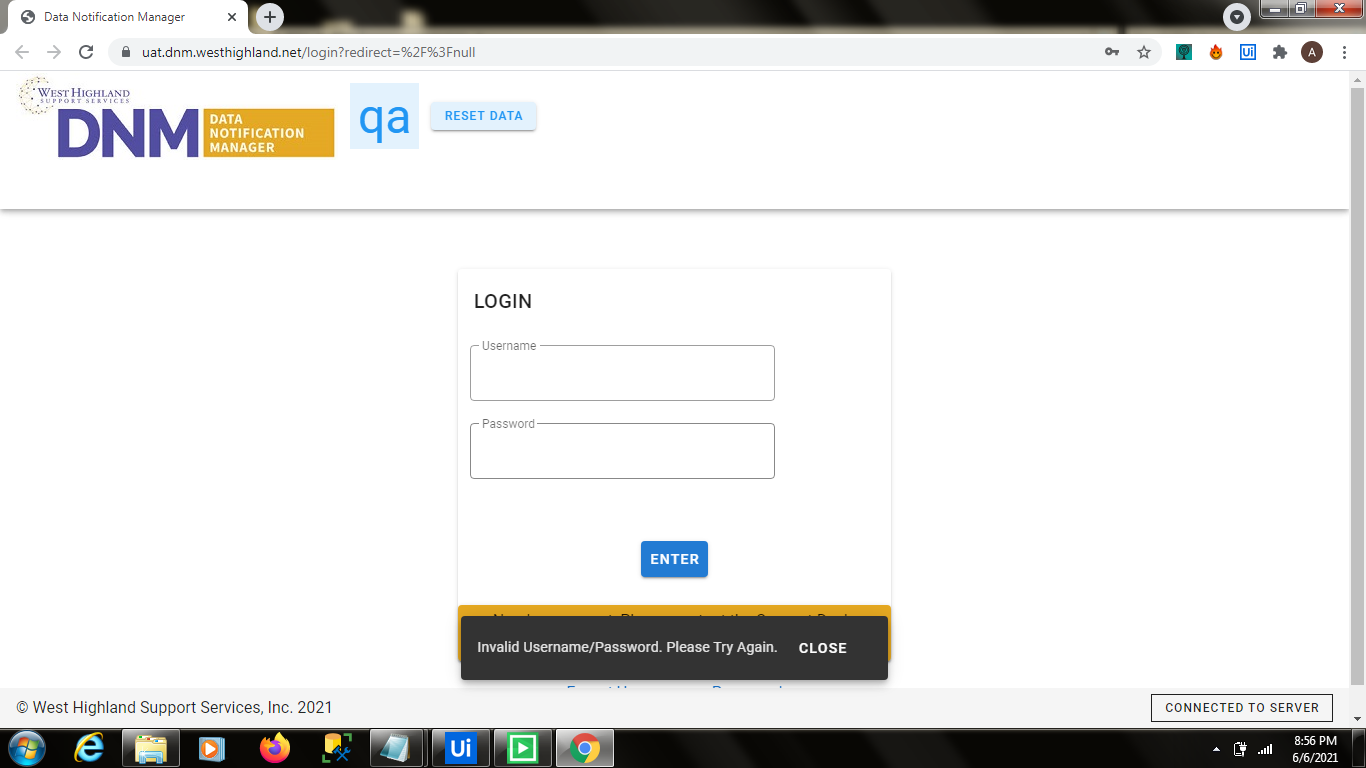 Data Notification Manager
uat.dnm.westhighland.net/login?redirect=%2F%3Fnull
Ui
A
WEST HIGHLAND
SUPPORT SERVICES
DNM
DATA
NOTIFICATION
MANAGER
qa
RESET DATA
LOGIN
Username
Password
ENTER
Invalid Username/Password. Please Try Again.
CLOSE
© West Highland Support Services, Inc. 2021
CONNECTED TO SERVER
Ui
8:56 PM
6/6/2021